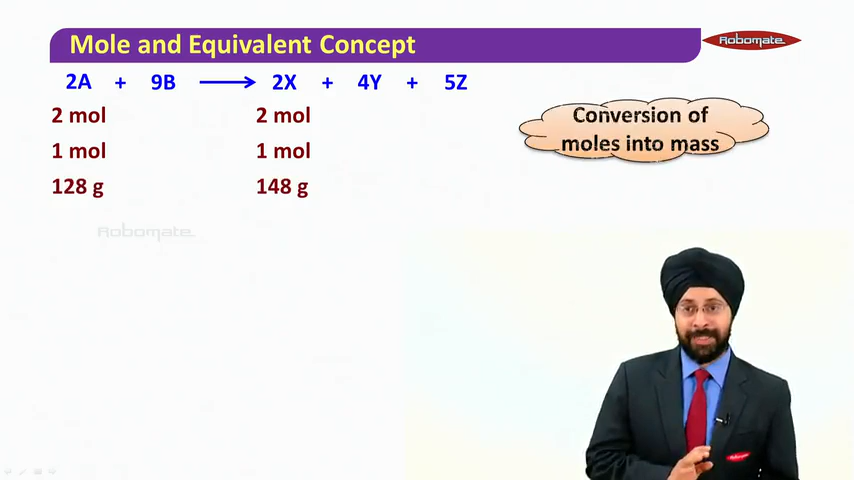 Mole and Equivalent Concept
Robomate
2A + 9B ⟶ 2X + 4Y + 5Z
2 mol 2 mol
1 mol 1 mol
128 g 148 g
Conversion of
moles into mass
Robomate
Robomate